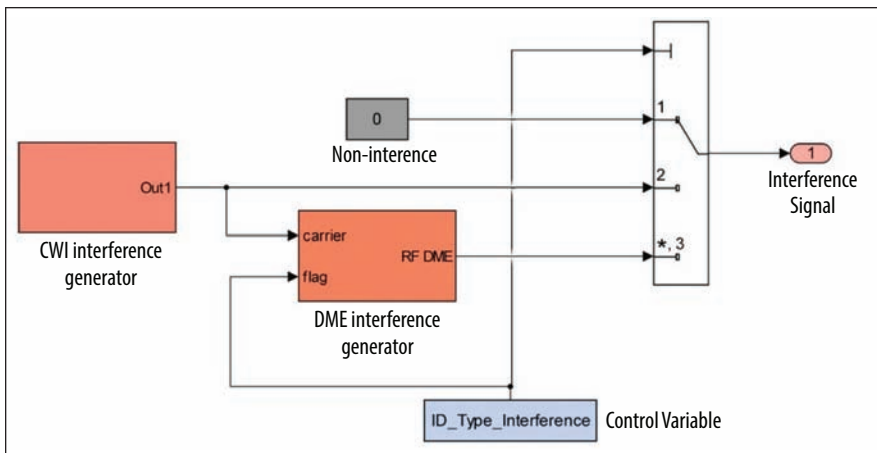 1
0
Non-interence
1
Out1
2
Interference
Signal
CWI interference
generator
carrier
RF DME
flag
*, 3
DME interference
generator
ID_Type_Interference
Control Variable